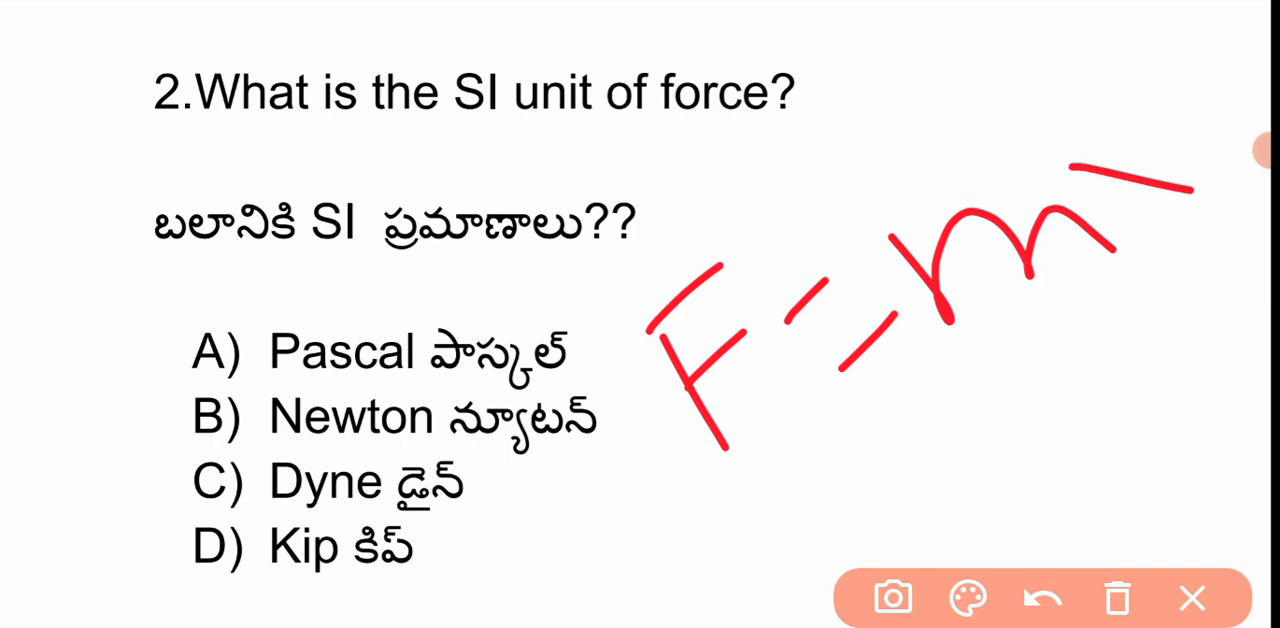 2.What is the SI unit of force?
బలానికి SI ప్రమాణాలు??
A) Pascal పాస్కల్
B) Newton న్యూటన్
C) Dyne డైన్
D) Kip కిప్
F = m